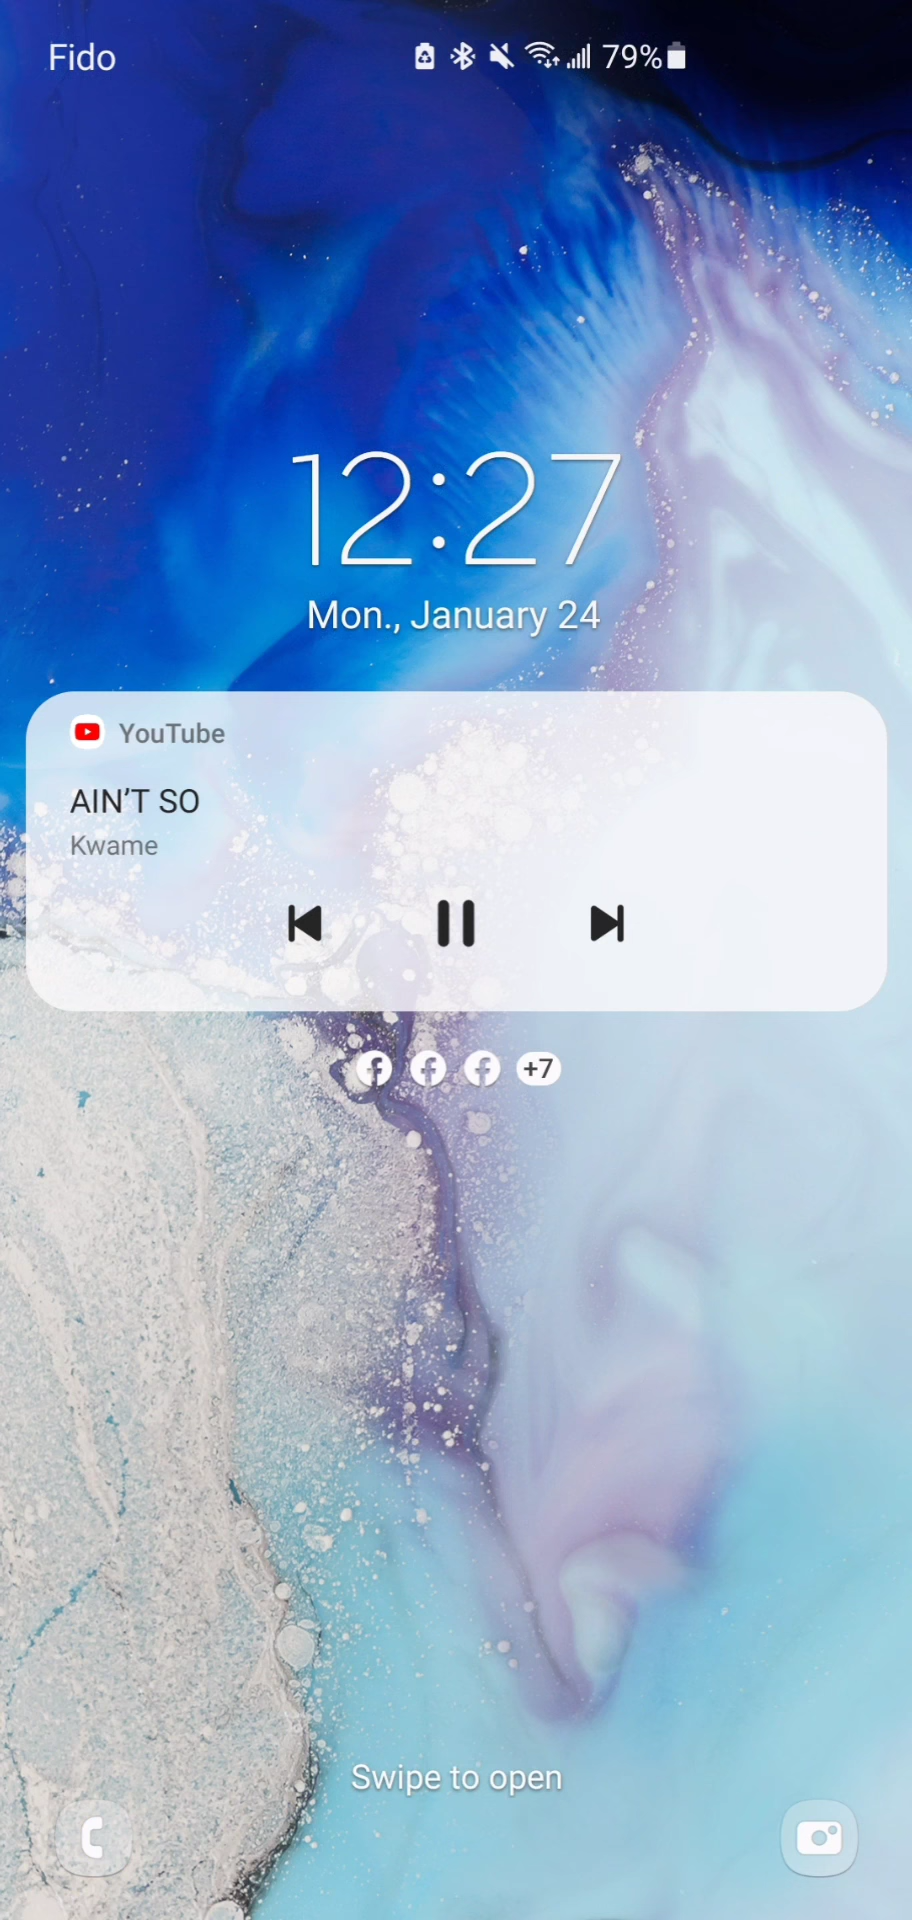 Fido 79%
12:27
Mon., January 24
YouTube
AIN’T SO
Kwame
+7
Swipe to open